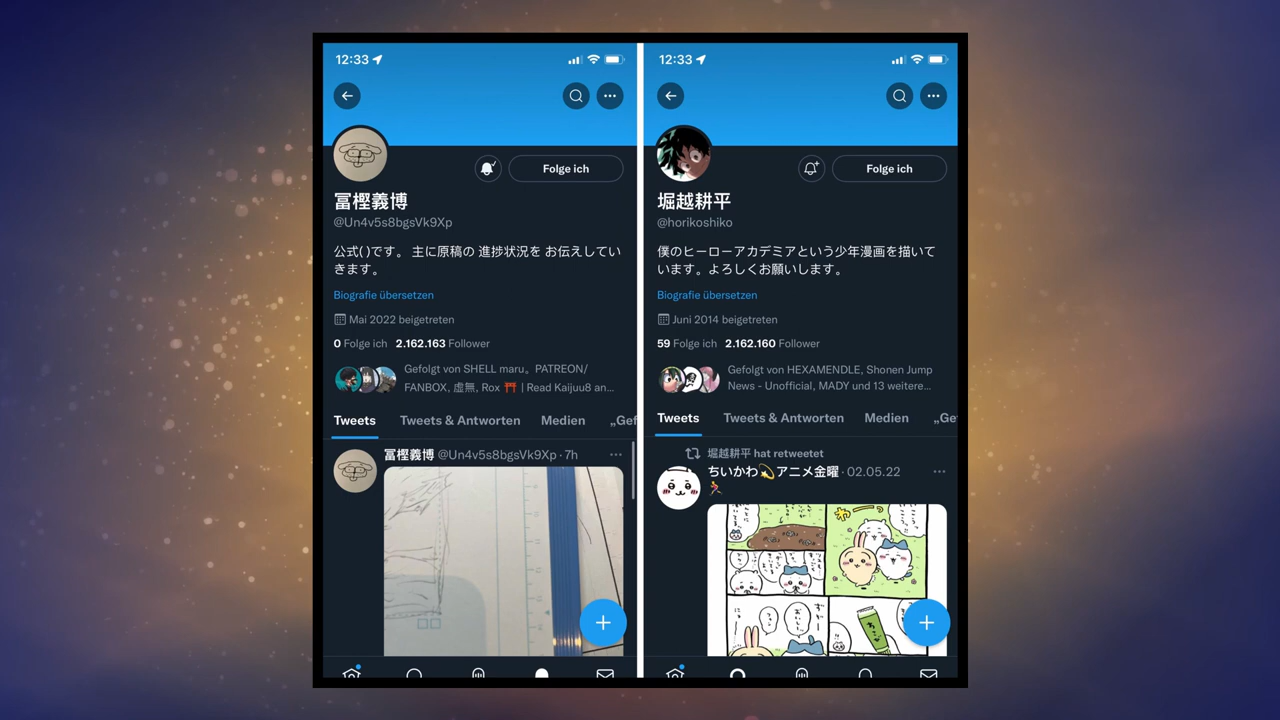 12:33
Folge ich
冨樫義博
@Un4v5s8bgsVk9Xp
公式( )です。 主に原稿の 進捗状況を お伝えしてい
きます。
Biografie übersetzen
Mai 2022 beigetreten
0 Folge ich 2.162.163 Follower
Gefolgt von SHELL maru。PATREON/
FANBOX, 虚無, Rox ⛩️ | Read Kaijuu8 an...
Tweets Tweets & Antworten Medien „Gef
冨樫義博 @Un4v5s8bgsVk9Xp · 7h
12:33
Folge ich
堀越耕平
@horikoshiko
僕のヒーローアカデミアという少年漫画を描いて
います。よろしくお願いします。
Biografie übersetzen
Juni 2014 beigetreten
59 Folge ich 2.162.160 Follower
Gefolgt von HEXAMENDLE, Shonen Jump
News - Unofficial, MADY und 13 weitere...
Tweets Tweets & Antworten Medien „Ge
堀越耕平 hat retweetet
ちいかわ💫アニメ金曜 · 02.05.22
🏃
わーっ